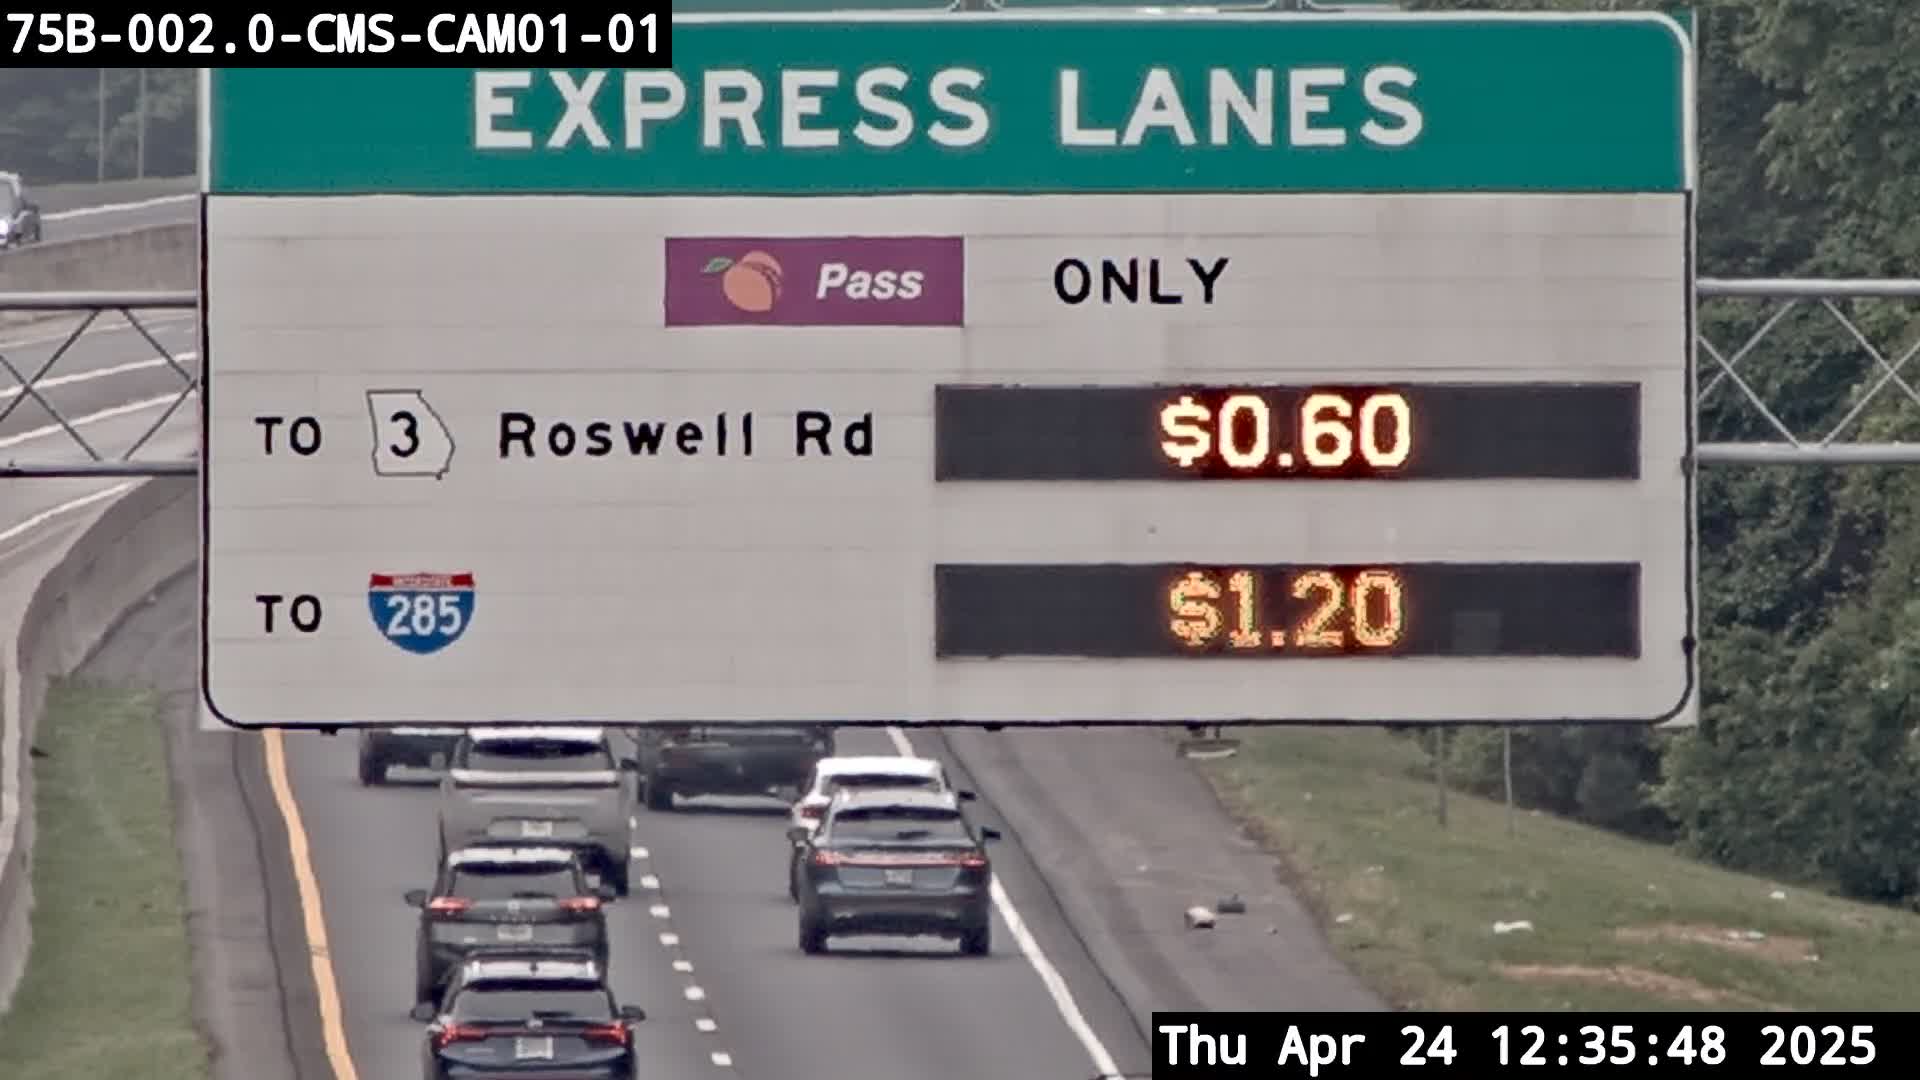 75B-002.0-CMS-CAM01-01
EXPRESS LANES
Pass ONLY
TO 3 Roswell Rd $0.60
INTERSTATE
TO 285 $1.20
Thu Apr 24 12:35:48 2025